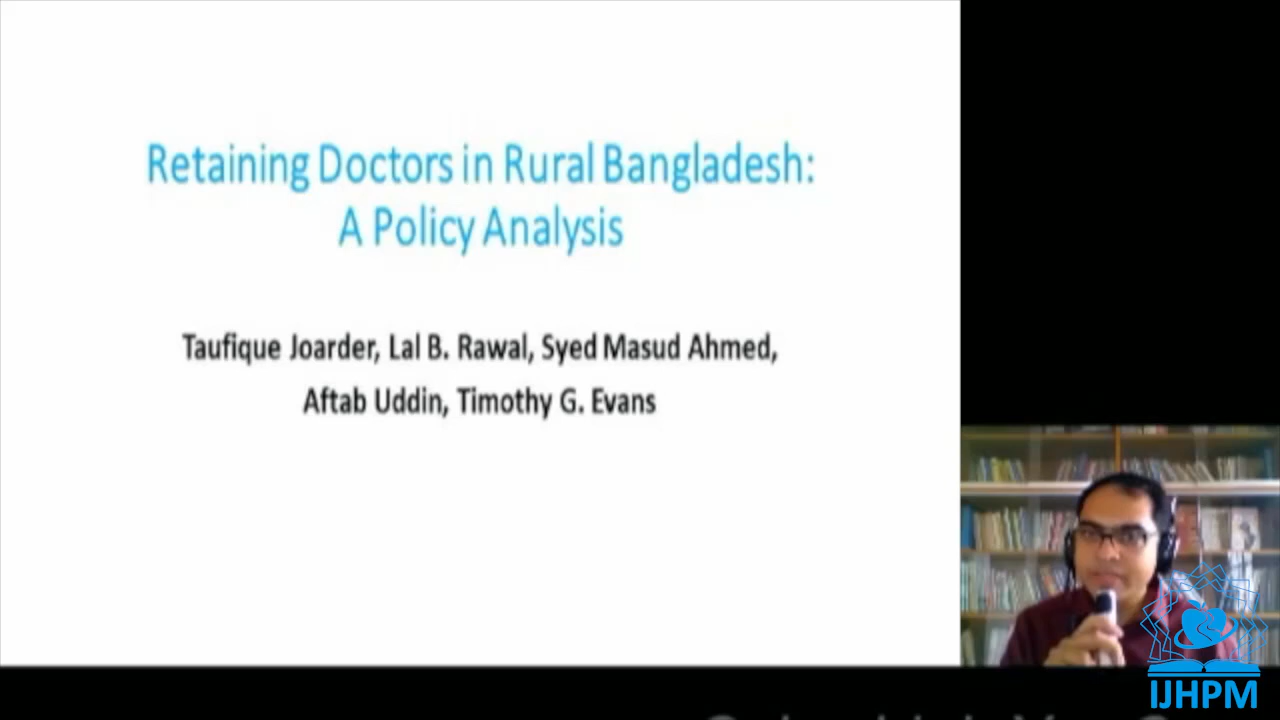 Retaining Doctors in Rural Bangladesh:
A Policy Analysis
Taufique Joarder, Lal B. Rawal, Syed Masud Ahmed,
Aftab Uddin, Timothy G. Evans
IJHPM